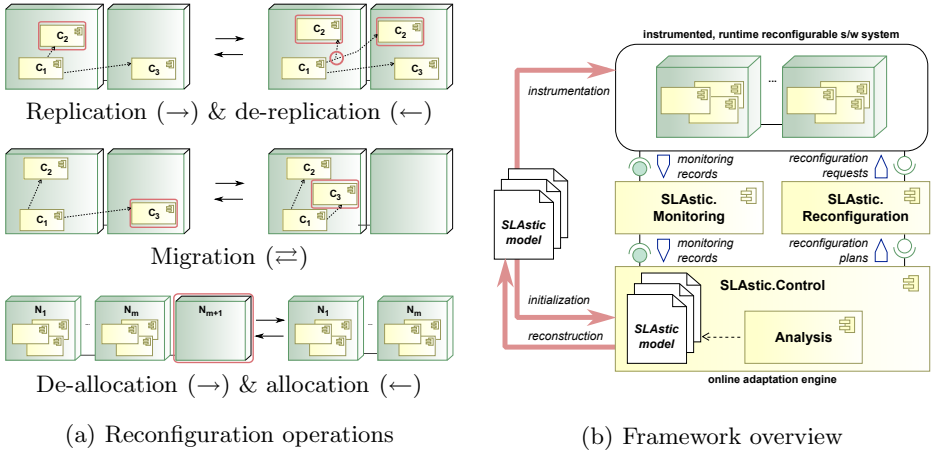 C2
C1
C3
C2
C2
C1
C3
Replication (→) & de-replication (←)
C2
C1
C3
C2
C3
C1
Migration (⇄)
N1
...
Nm
Nm+1
N1
...
Nm
De-allocation (→) & allocation (←)
(a) Reconfiguration operations
instrumented, runtime reconfigurable s/w system
...
instrumentation
monitoring
records
reconfiguration
requests
SLAstic.
Monitoring
SLAstic.
Reconfiguration
SLAstic
model
monitoring
records
reconfiguration
plans
SLAstic.Control
initialization
reconstruction
SLAstic
model
Analysis
online adaptation engine
(b) Framework overview